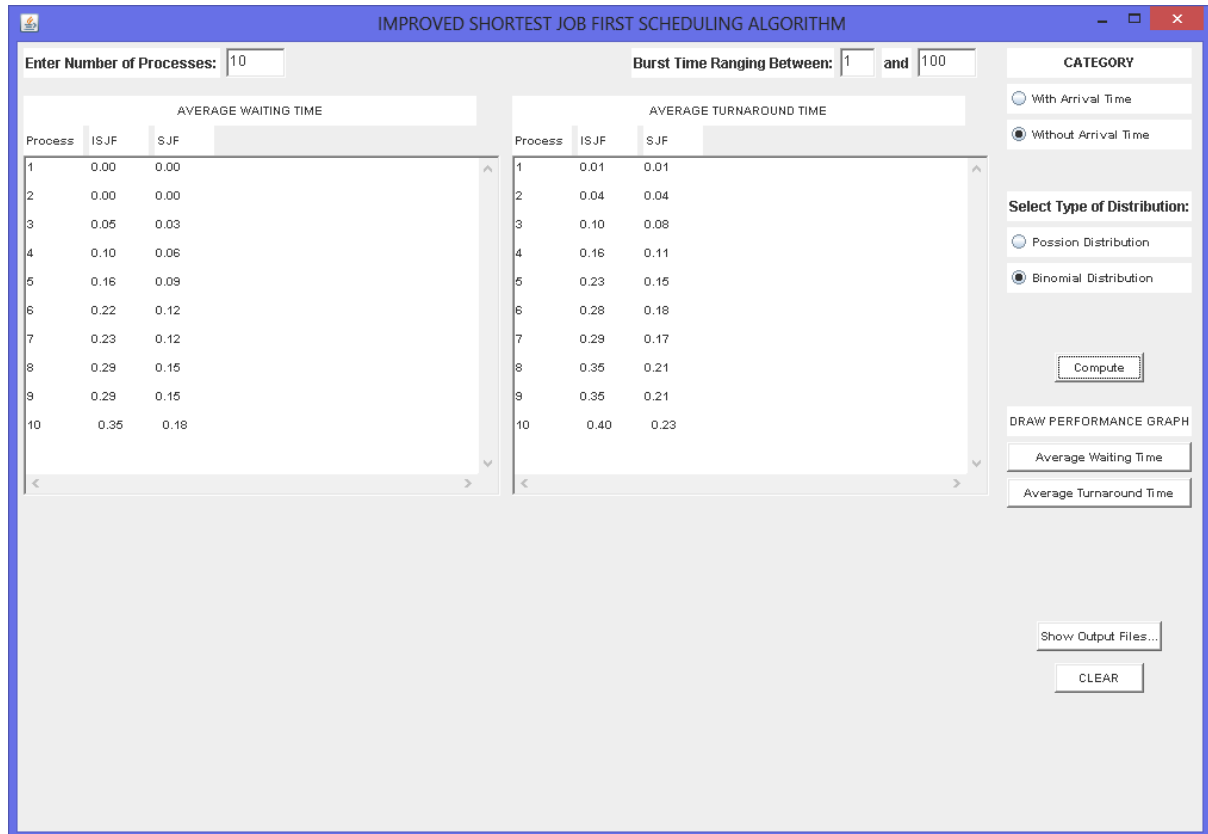 IMPROVED SHORTEST JOB FIRST SCHEDULING ALGORITHM
Enter Number of Processes: 10
Burst Time Ranging Between: 1 and 100
AVERAGE WAITING TIME
Process ISJF SJF
1 0.00 0.00
2 0.00 0.00
3 0.05 0.03
4 0.10 0.06
5 0.16 0.09
6 0.22 0.12
7 0.23 0.12
8 0.29 0.15
9 0.29 0.15
10 0.35 0.18
AVERAGE TURNAROUND TIME
Process ISJF SJF
1 0.01 0.01
2 0.04 0.04
3 0.10 0.08
4 0.16 0.11
5 0.23 0.15
6 0.28 0.18
7 0.29 0.17
8 0.35 0.21
9 0.35 0.21
10 0.40 0.23
CATEGORY
With Arrival Time
Without Arrival Time
Select Type of Distribution:
Possion Distribution
Binomial Distribution
Compute
DRAW PERFORMANCE GRAPH
Average Waiting Time
Average Turnaround Time
Show Output Files...
CLEAR